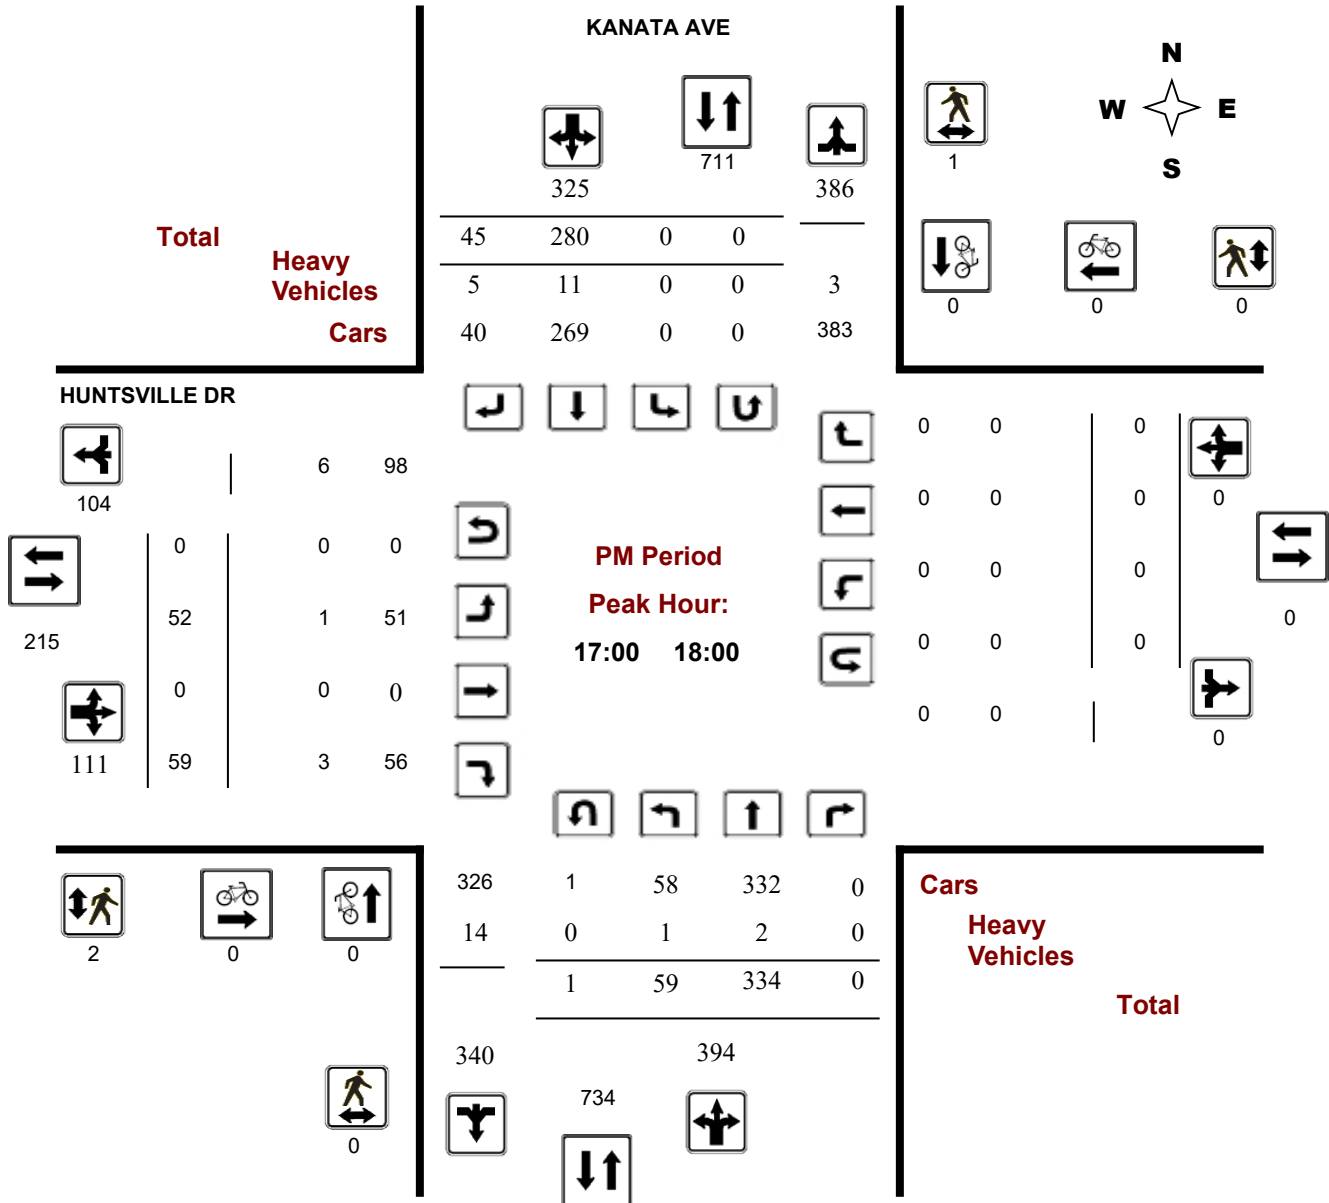 KANATA AVE
N
W E
S
325
711
386
1
Total
45 280 0 0
0 0 0
Heavy
Vehicles
5 11 0 0 3
Cars
40 269 0 0 383
HUNTSVILLE DR
0 0 0
6 98
104
0 0 0 0
0 0 0
PM Period
0 0 0
52 1 51
Peak Hour:
0
215
17:00 18:00
0 0 0
0 0 0
0 0
0
111
59 3 56
326 1 58 332 0
Cars
14 0 1 2 0
Heavy
Vehicles
2 0 0
1 59 334 0
Total
340
394
734
0